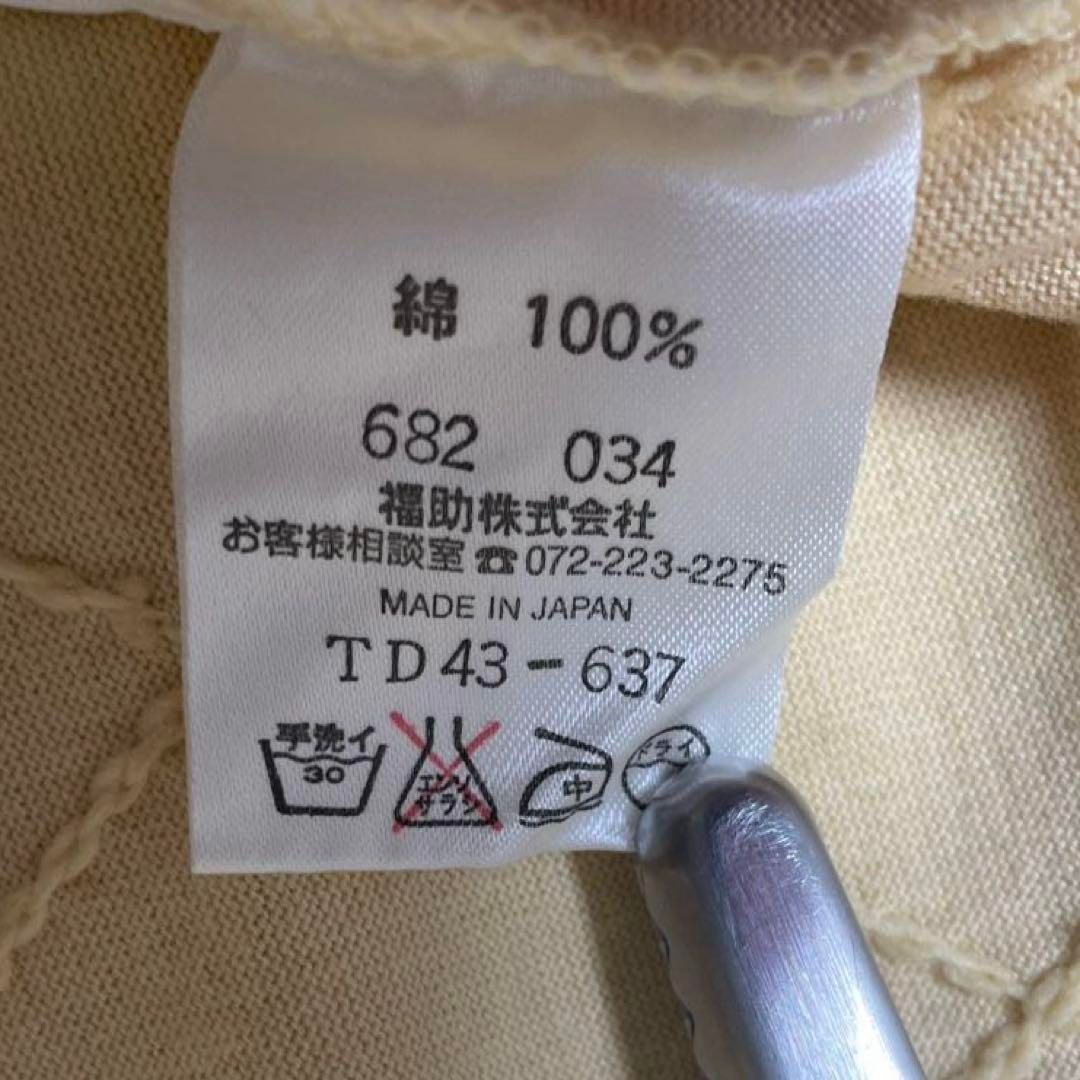 綿 100%
682 034
福助株式会社
お客様相談室☎072-223-2275
MADE IN JAPAN
TD43-637
手洗イ
30
エンソ
サラシ
中
ドライ